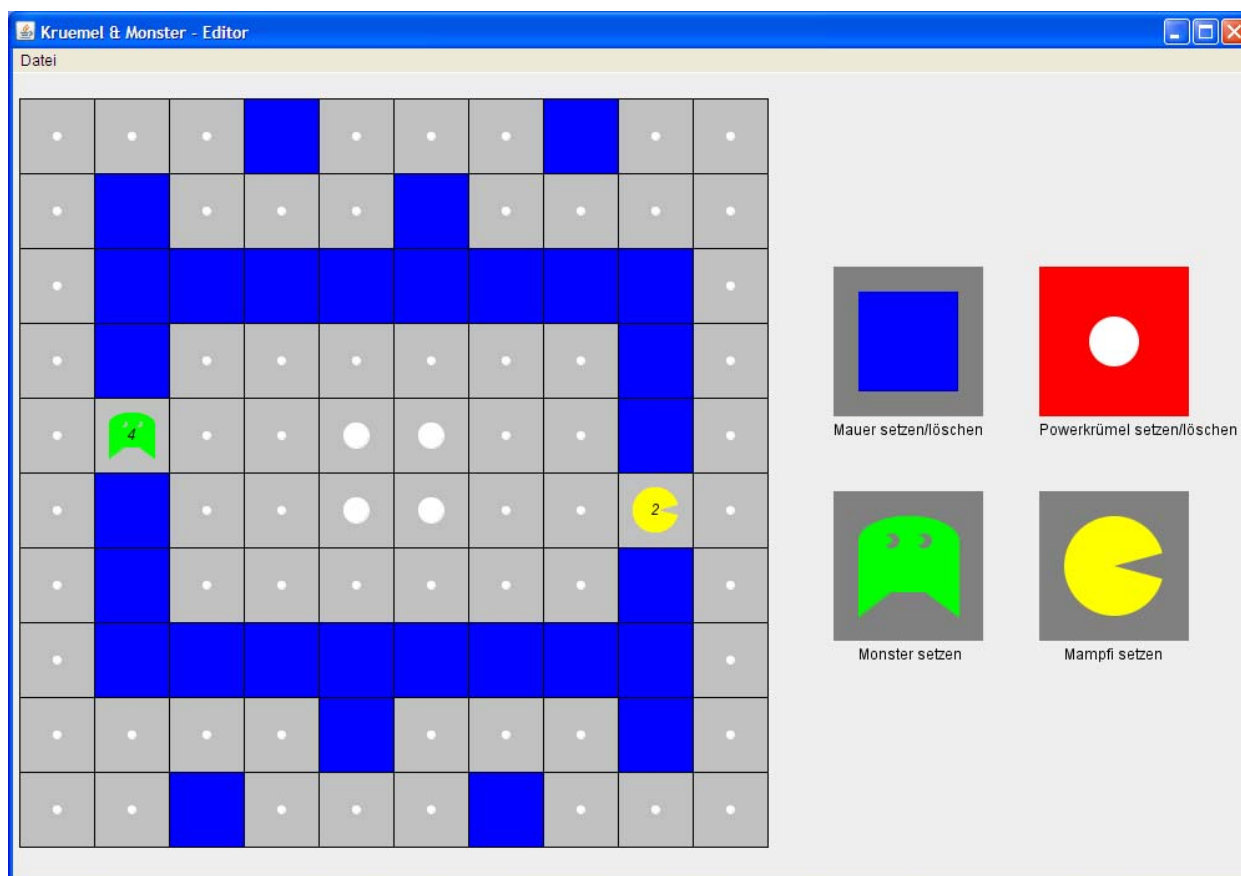 Kruemel & Monster - Editor
Datei
4
2
Mauer setzen/löschen
Powerkrümel setzen/löschen
Monster setzen
Mampfi setzen